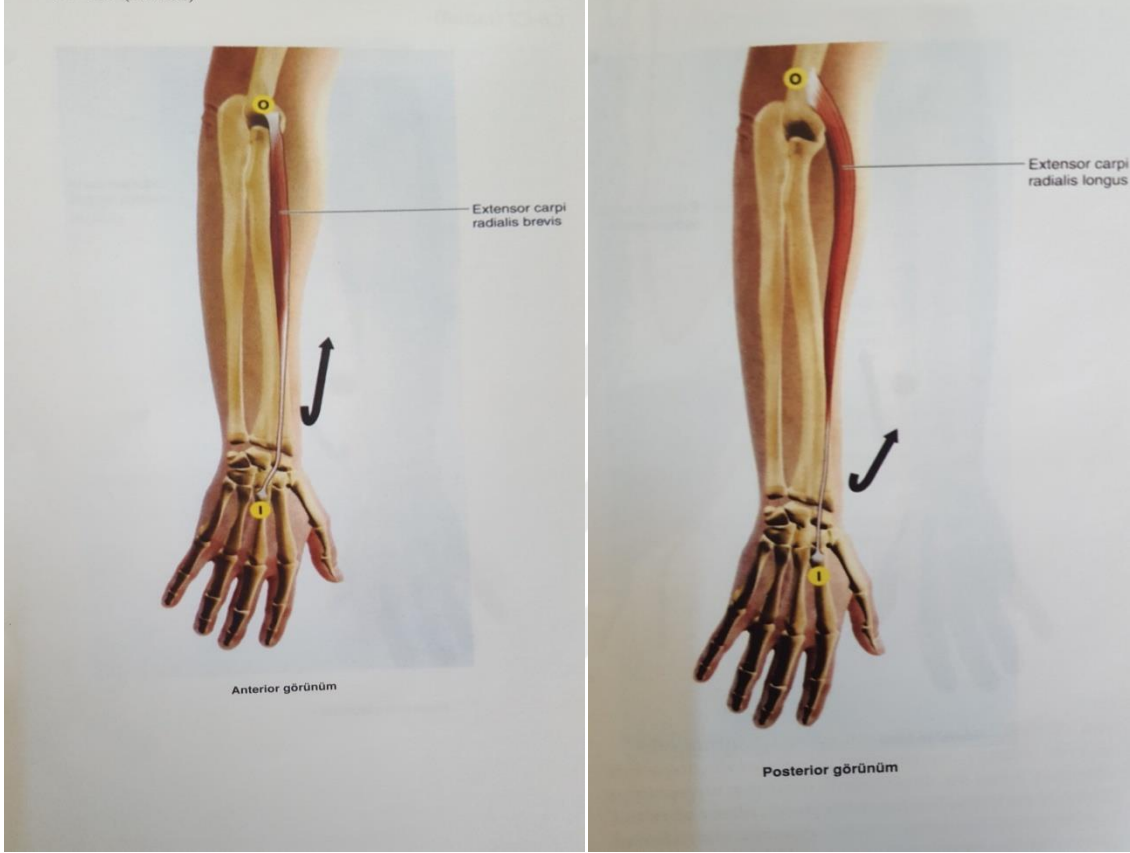 O
Extensor carpi
radialis brevis
I
Anterior görünüm
O
Extensor carpi
radialis longus
I
Posterior görünüm